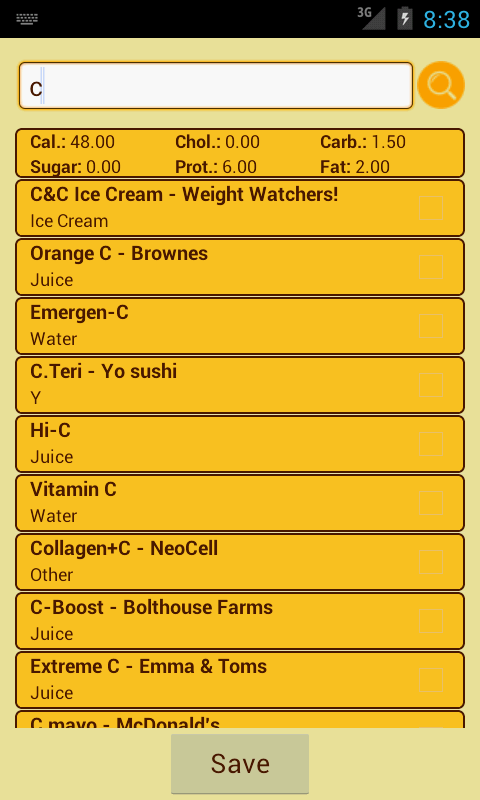 3G 8:38
C
Cal.: 48.00 Chol.: 0.00 Carb.: 1.50
Sugar: 0.00 Prot.: 6.00 Fat: 2.00
C&C Ice Cream - Weight Watchers!
Ice Cream
Orange C - Brownes
Juice
Emergen-C
Water
C.Teri - Yo sushi
Y
Hi-C
Juice
Vitamin C
Water
Collagen+C - NeoCell
Other
C-Boost - Bolthouse Farms
Juice
Extreme C - Emma & Toms
Juice
C mayo - McDonald's
Save